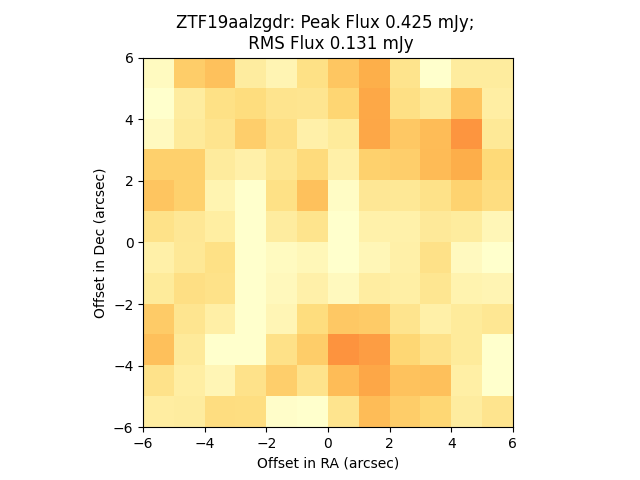 ZTF19aalzgdr: Peak Flux 0.425 mJy;
RMS Flux 0.131 mJy
6
4
2
0
−2
−4
−6
Offset in Dec (arcsec)
−6 −4 −2 0 2 4 6
Offset in RA (arcsec)